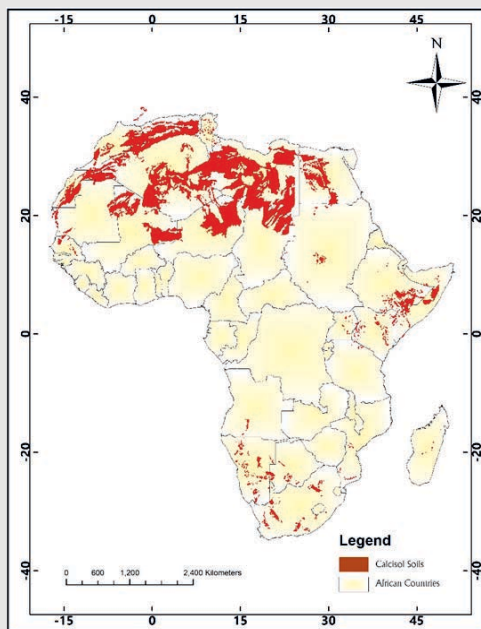 -15 0 15 30 45
N
40 40
20 20
0 0
-20 -20
-40 -40
Legend
Calcisol Soils
African Countries
0 600 1,200 2,400 Kilometers
-15 0 15 30 45